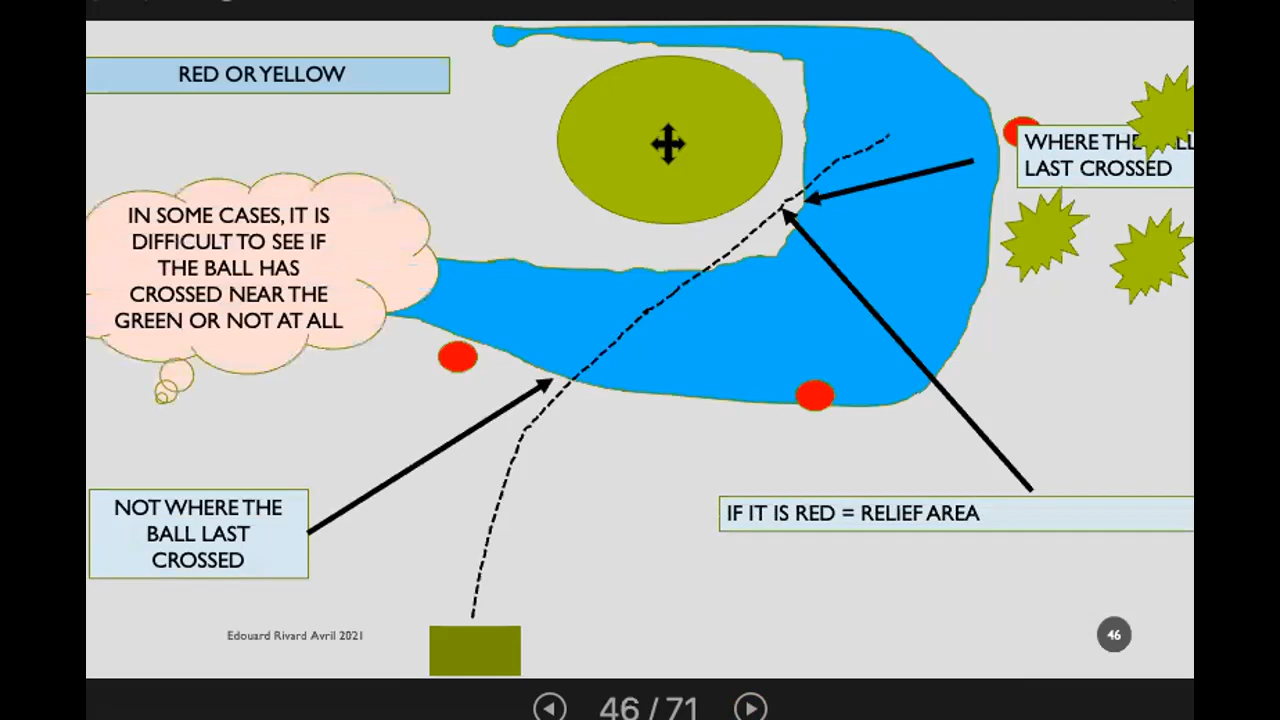 RED OR YELLOW
WHERE THE
LAST CROSSED
IN SOME CASES, IT IS
DIFFICULT TO SEE IF
THE BALL HAS
CROSSED NEAR THE
GREEN OR NOT AT ALL
NOT WHERE THE
BALL LAST
CROSSED
IF IT IS RED = RELIEF AREA
Edouard Rivard Avril 2021
46
46 / 71